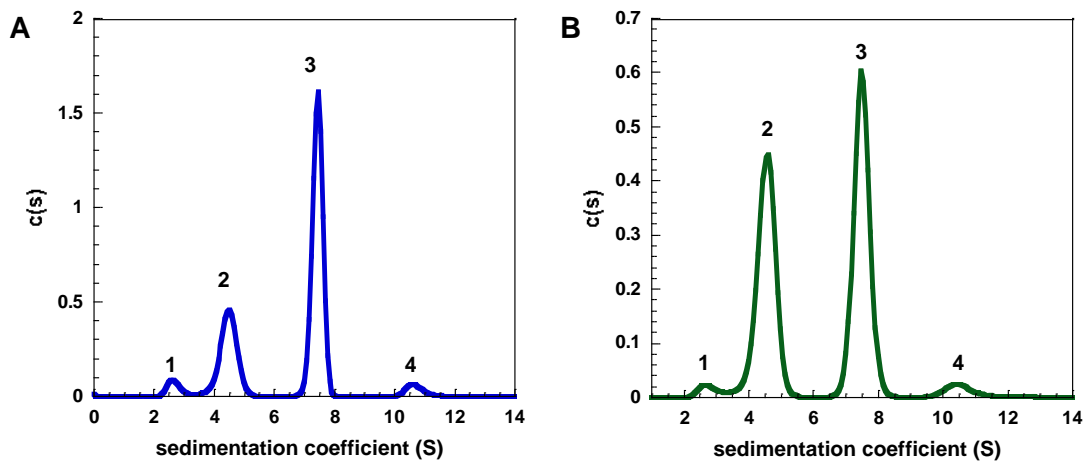 A
2
1.5
1
0.5
0
c(s)
1
2
3
4
0 2 4 6 8 10 12 14
sedimentation coefficient (S)
B
0.7
0.6
0.5
0.4
0.3
0.2
0.1
0
c(s)
1
2
3
4
2 4 6 8 10 12 14
sedimentation coefficient (S)